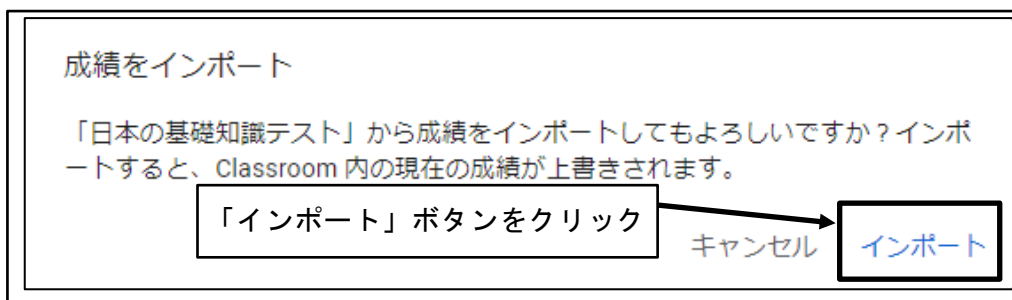 成績をインポート
「日本の基礎知識テスト」から成績をインポートしてもよろしいですか？インポ
ートすると、Classroom 内の現在の成績が上書きされます。
「インポート」ボタンをクリック
キャンセル インポート